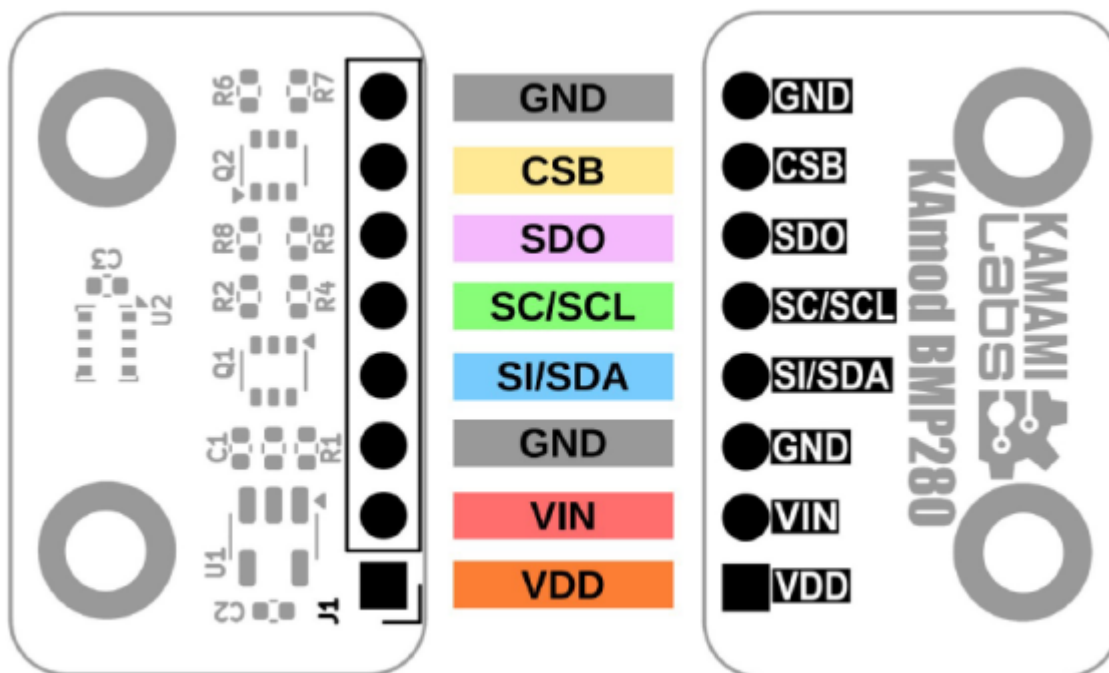 R6
R7
Q2
R8
R5
C3
R2
R4
U2
Q1
C1
R1
U1
C2
J1
GND
CSB
SDO
SC/SCL
SI/SDA
GND
VIN
VDD
GND
CSB
SDO
SC/SCL
SI/SDA
GND
VIN
VDD
KAmod BMP280
KAMAMI
Labs